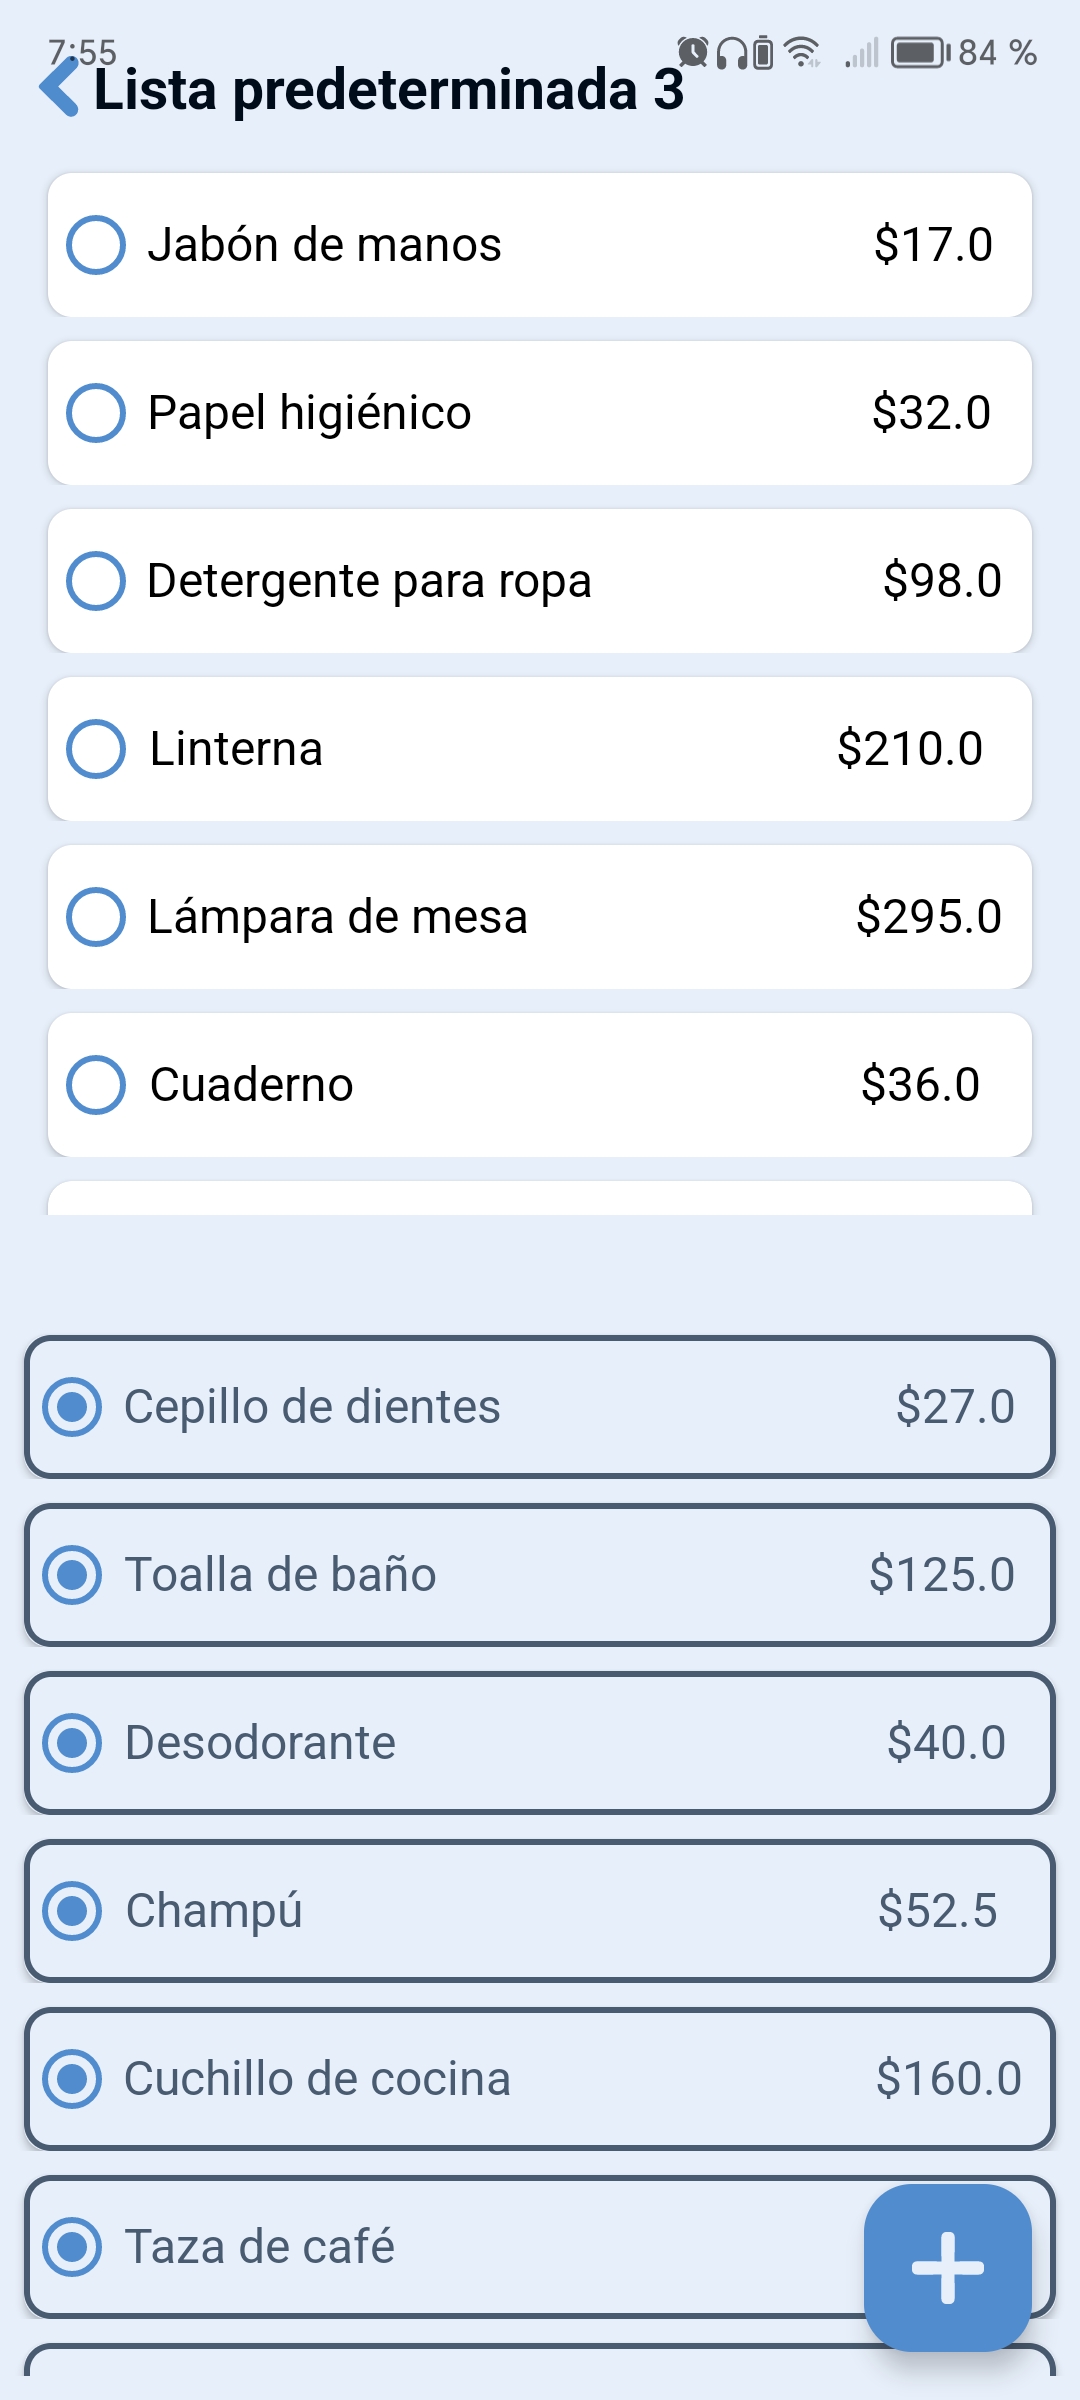 7:55
84 %
Lista predeterminada 3
Jabón de manos $17.0
Papel higiénico $32.0
Detergente para ropa $98.0
Linterna $210.0
Lámpara de mesa $295.0
Cuaderno $36.0
Cepillo de dientes $27.0
Toalla de baño $125.0
Desodorante $40.0
Champú $52.5
Cuchillo de cocina $160.0
Taza de café